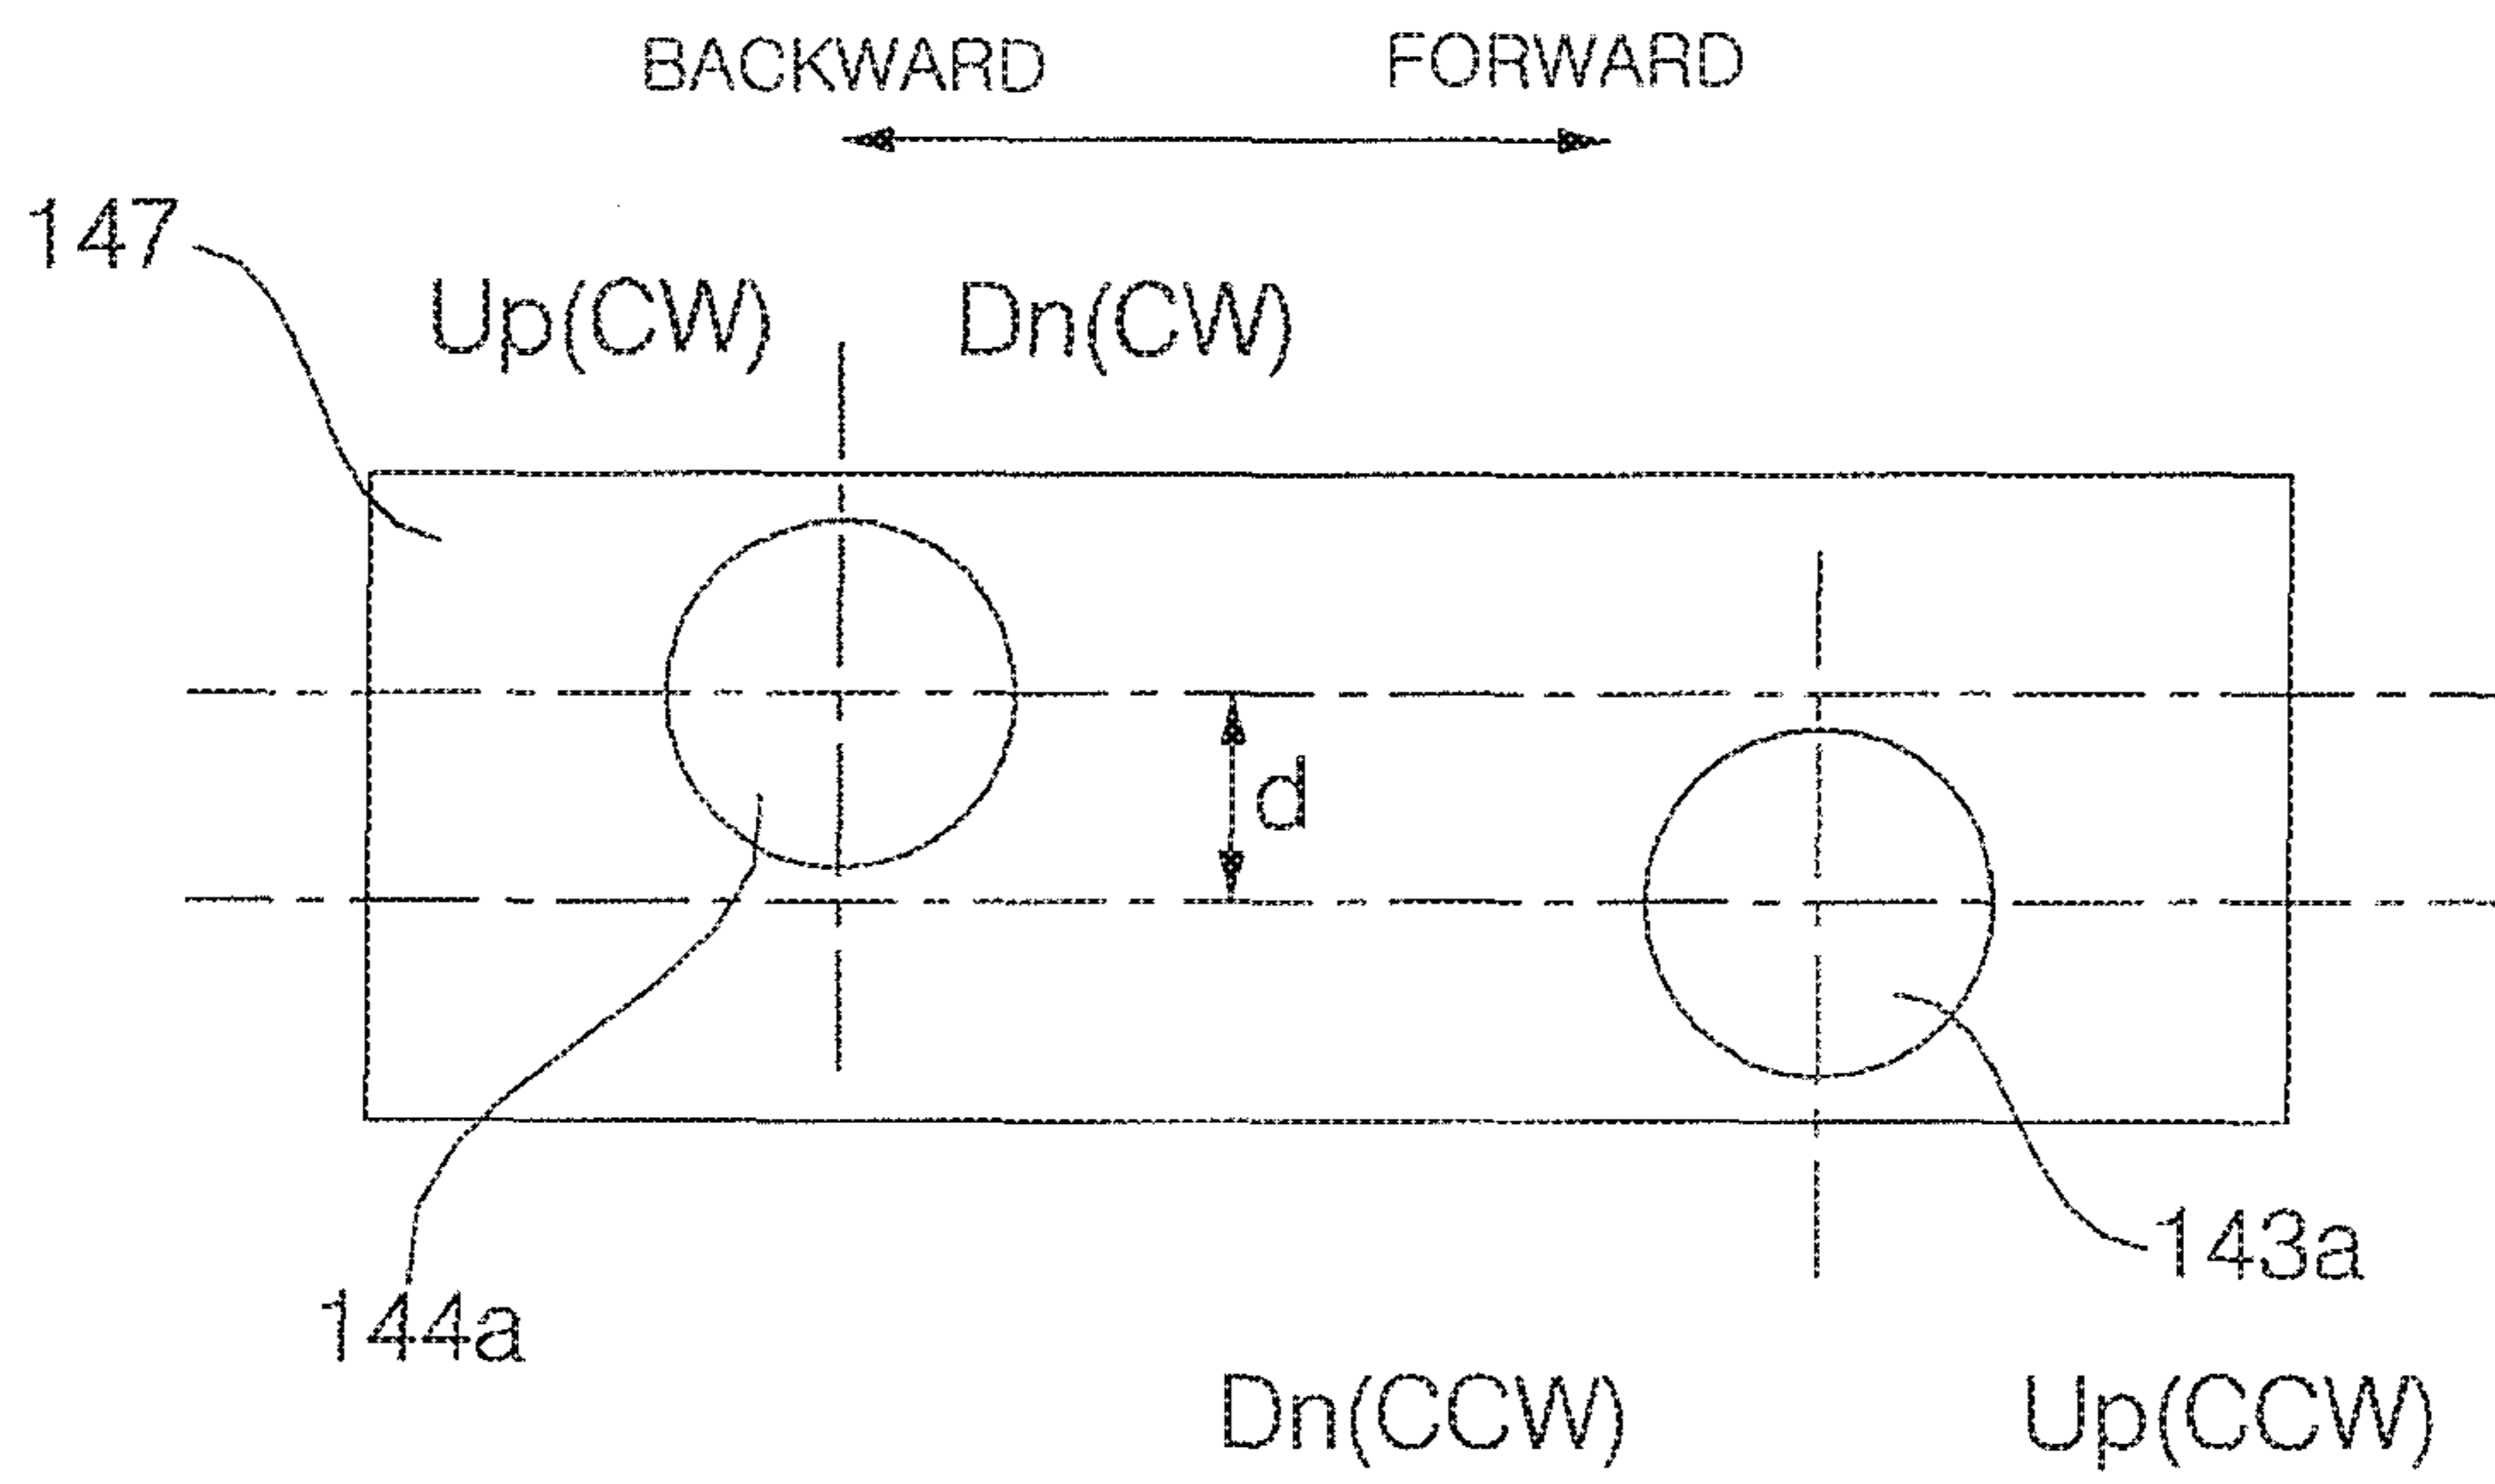 BACKWARD FORWARD
147
Up(CW) Dn(CW)
d
143a
144a
Dn(CCW) Up(CCW)